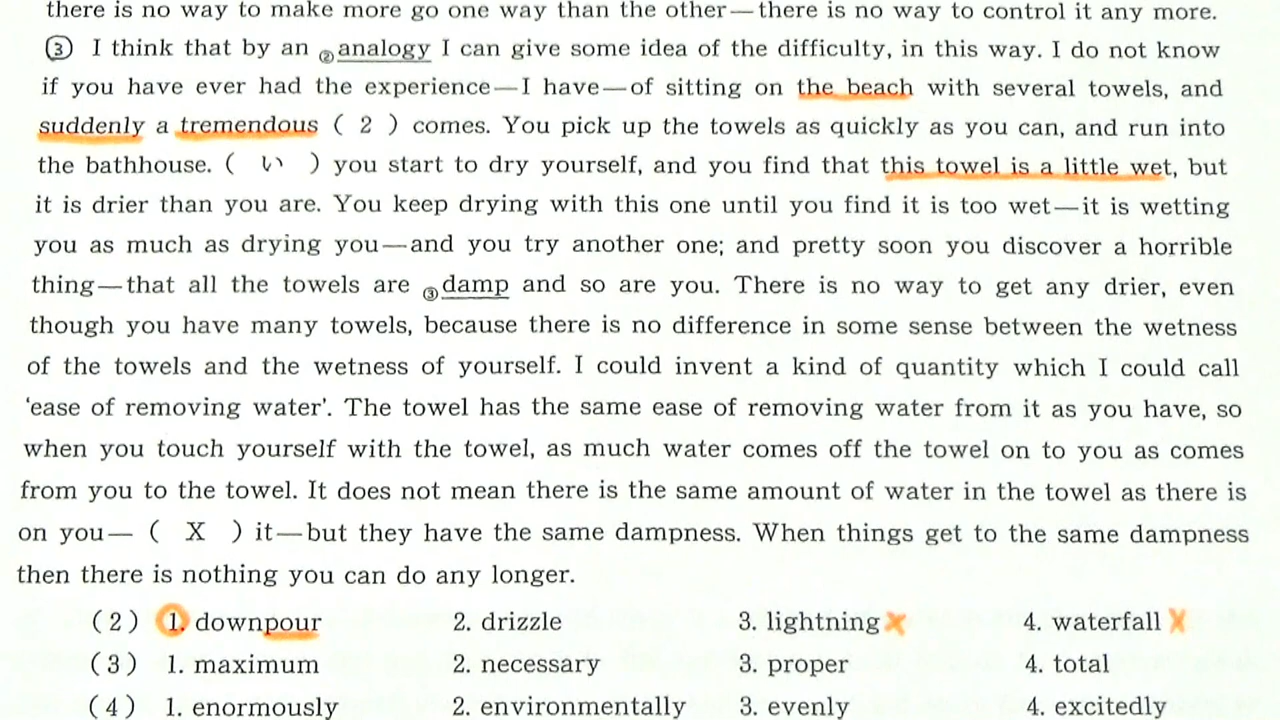 there is no way to make more go one way than the other—there is no way to control it any more.
③ I think that by an ②analogy I can give some idea of the difficulty, in this way. I do not know
if you have ever had the experience—I have—of sitting on the beach with several towels, and
suddenly a tremendous ( 2 ) comes. You pick up the towels as quickly as you can, and run into
the bathhouse. ( い ) you start to dry yourself, and you find that this towel is a little wet, but
it is drier than you are. You keep drying with this one until you find it is too wet—it is wetting
you as much as drying you—and you try another one; and pretty soon you discover a horrible
thing—that all the towels are ③damp and so are you. There is no way to get any drier, even
though you have many towels, because there is no difference in some sense between the wetness
of the towels and the wetness of yourself. I could invent a kind of quantity which I could call
‘ease of removing water’. The towel has the same ease of removing water from it as you have, so
when you touch yourself with the towel, as much water comes off the towel on to you as comes
from you to the towel. It does not mean there is the same amount of water in the towel as there is
on you— ( X ) it—but they have the same dampness. When things get to the same dampness
then there is nothing you can do any longer.
(2) 1. downpour 2. drizzle 3. lightning 4. waterfall
(3) 1. maximum 2. necessary 3. proper 4. total
(4) 1. enormously 2. environmentally 3. evenly 4. excitedly